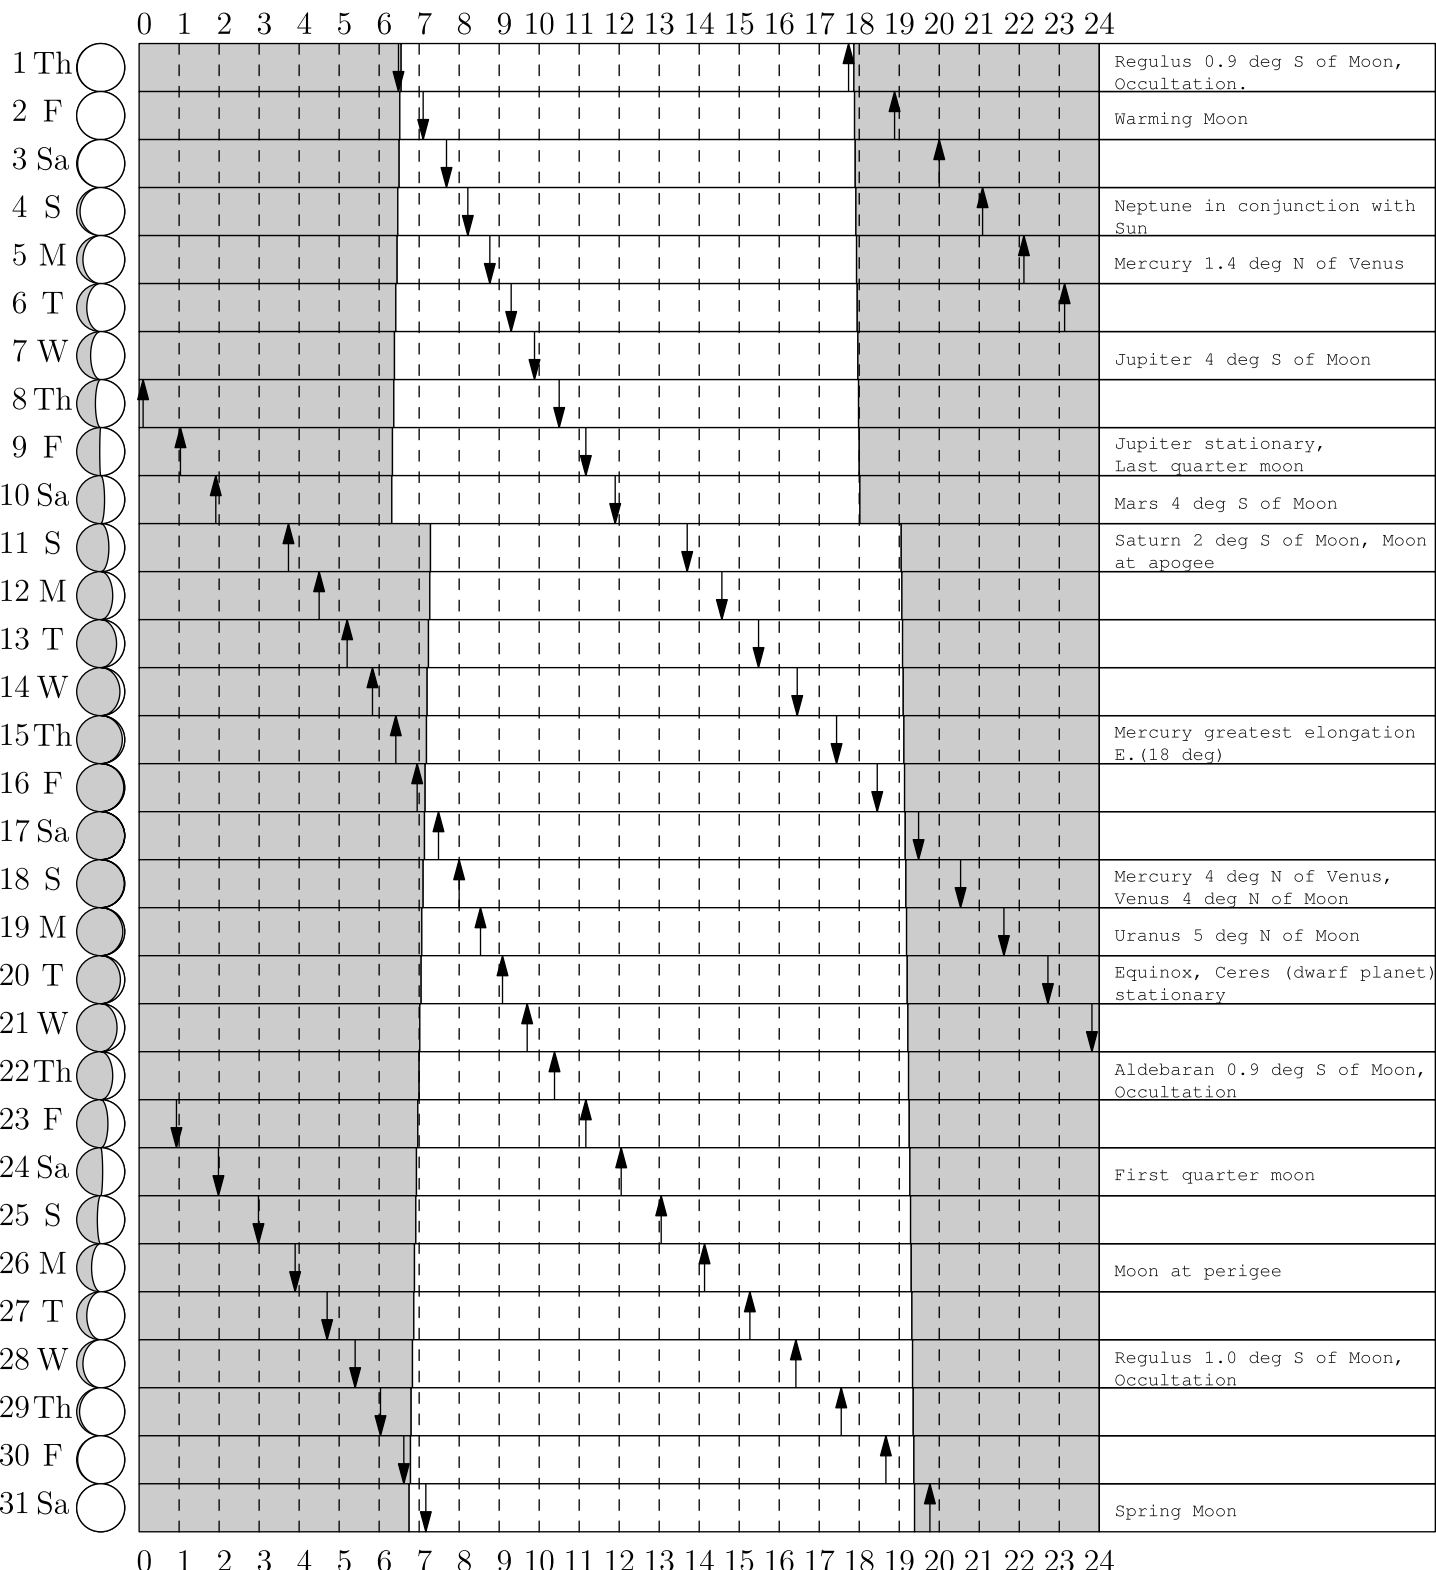 0 1 2 3 4 5 6 7 8 9 10 11 12 13 14 15 16 17 18 19 20 21 22 23 24
1 Th Regulus 0.9 deg S of Moon,
Occultation.
2 F Warming Moon
3 Sa
4 S Neptune in conjunction with
Sun
5 M Mercury 1.4 deg N of Venus
6 T
7 W Jupiter 4 deg S of Moon
8 Th
9 F Jupiter stationary,
Last quarter moon
10 Sa Mars 4 deg S of Moon
11 S Saturn 2 deg S of Moon, Moon
at apogee
12 M
13 T
14 W
15 Th Mercury greatest elongation
E.(18 deg)
16 F
17 Sa
18 S Mercury 4 deg N of Venus,
Venus 4 deg N of Moon
19 M Uranus 5 deg N of Moon
20 T Equinox, Ceres (dwarf planet)
stationary
21 W
22 Th Aldebaran 0.9 deg S of Moon,
Occultation
23 F
24 Sa First quarter moon
25 S
26 M Moon at perigee
27 T
28 W Regulus 1.0 deg S of Moon,
Occultation
29 Th
30 F
31 Sa Spring Moon
0 1 2 3 4 5 6 7 8 9 10 11 12 13 14 15 16 17 18 19 20 21 22 23 24